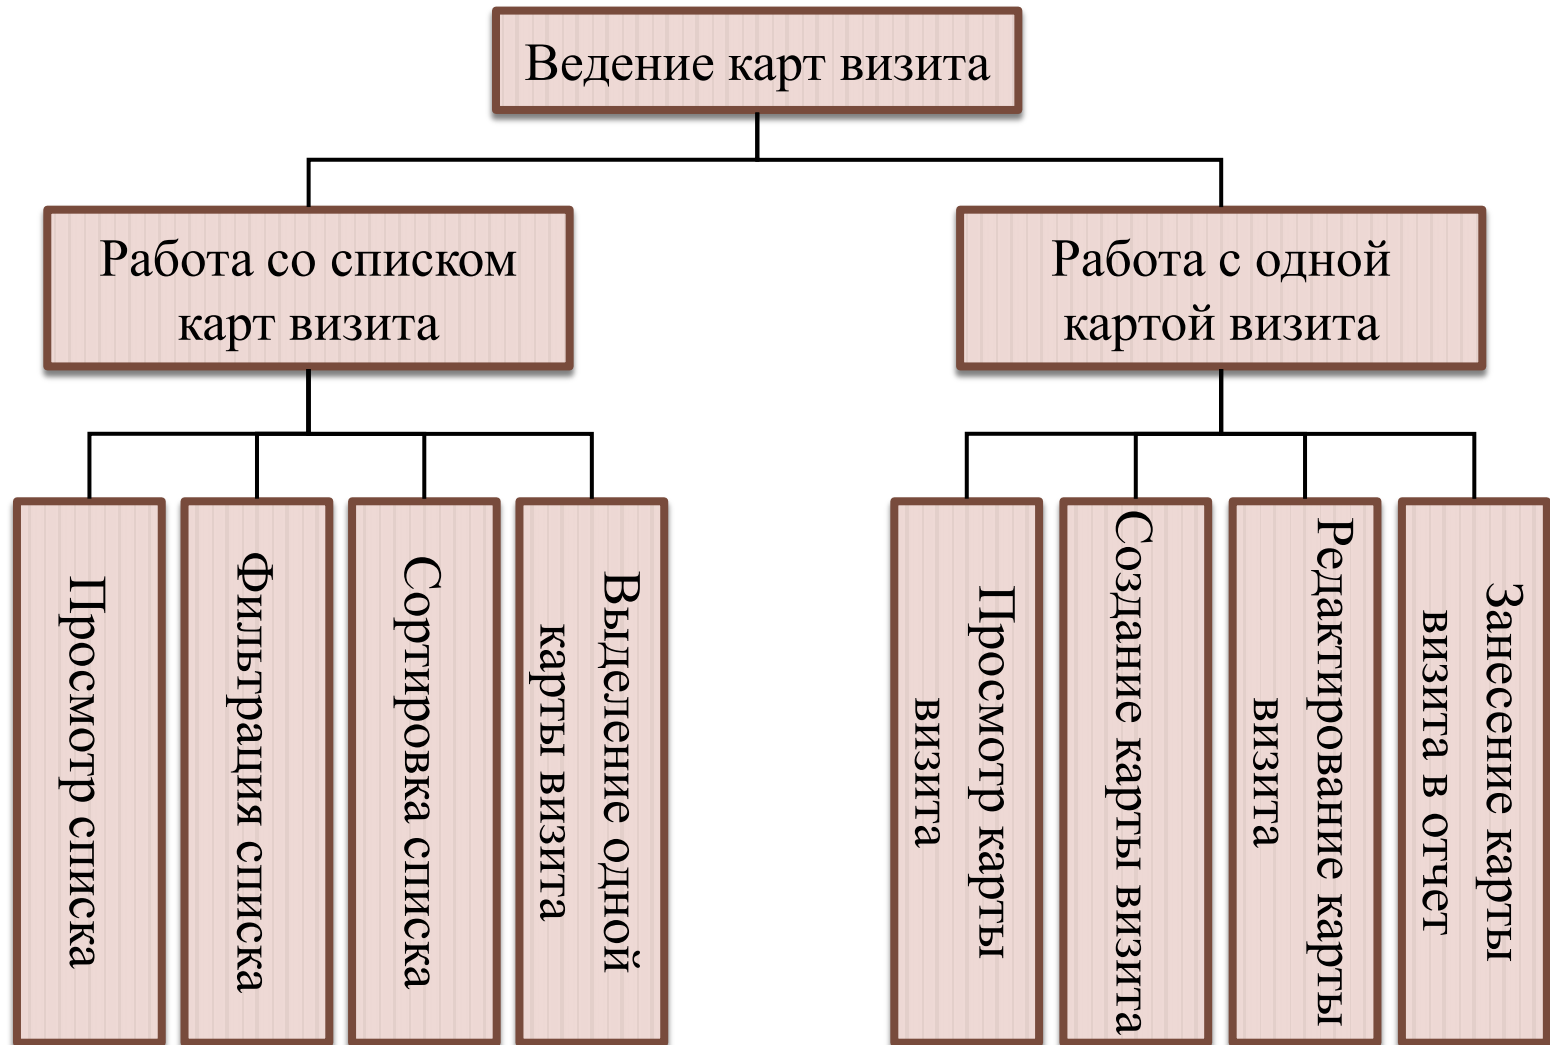 Ведение карт визита
Работа со списком
карт визита
Работа с одной
картой визита
Просмотр списка
Фильтрация списка
Сортировка списка
Выделение одной
карты визита
Просмотр карты
визита
Создание карты визита
Редактирование карты
визита
Занесение карты
визита в отчет